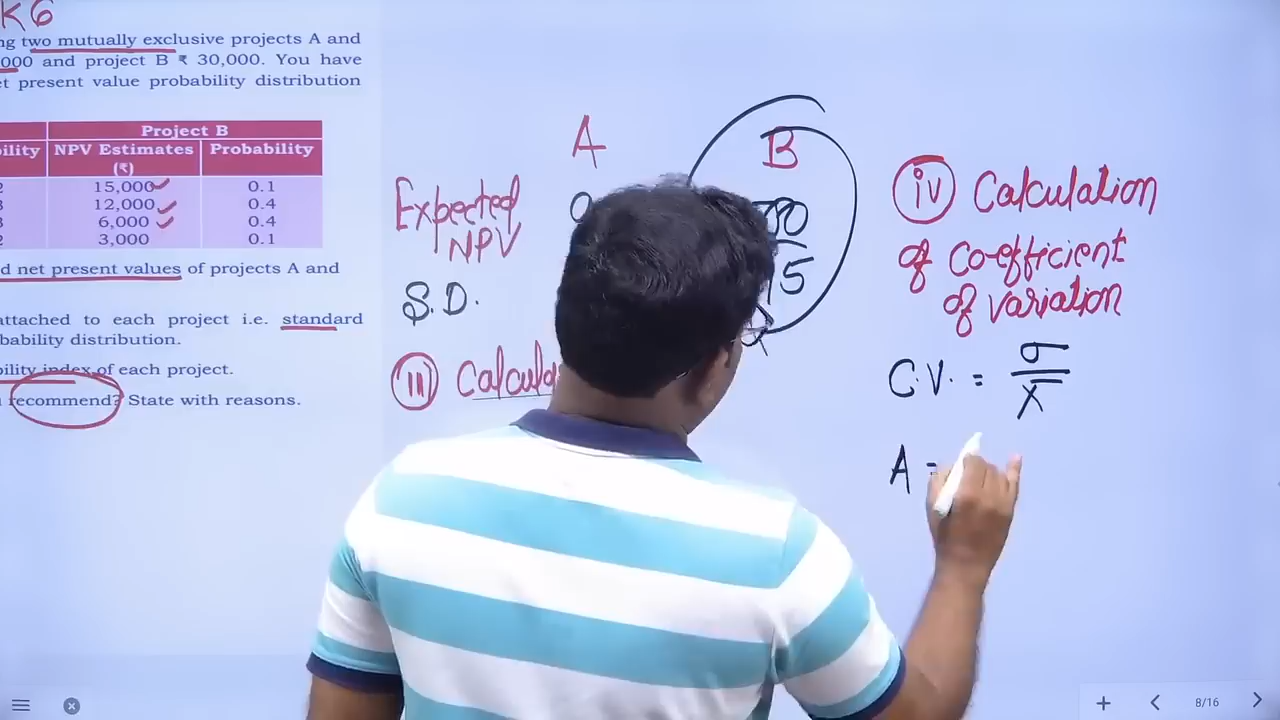 K6
ng two mutually exclusive projects A and
000 and project B ₹ 30,000. You have
et present value probability distribution
Project B
ility NPV Estimates (₹) Probability
2 15,000 0.1
3 12,000 0.4
3 6,000 0.4
2 3,000 0.1
d net present values of projects A and
attached to each project i.e. standard
bability distribution.
bility index of each project.
recommend? State with reasons.
A B
Expected
NPV
S.D.
iii Calcula
iv Calculation
of co-efficient
of variation
C.V. = σ
X
A =
8/16